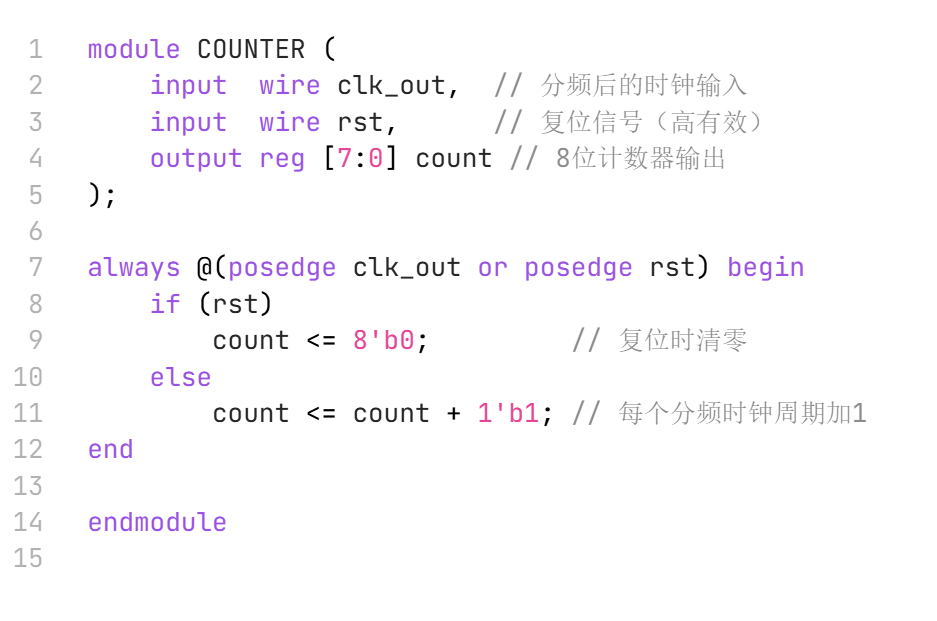 1 module COUNTER (
2     input  wire clk_out,  // 分频后的时钟输入
3     input  wire rst,      // 复位信号（高有效）
4     output reg [7:0] count // 8位计数器输出
5 );
6
7 always @(posedge clk_out or posedge rst) begin
8     if (rst)
9         count <= 8'b0;         // 复位时清零
10     else
11         count <= count + 1'b1; // 每个分频时钟周期加1
12 end
13
14 endmodule
15